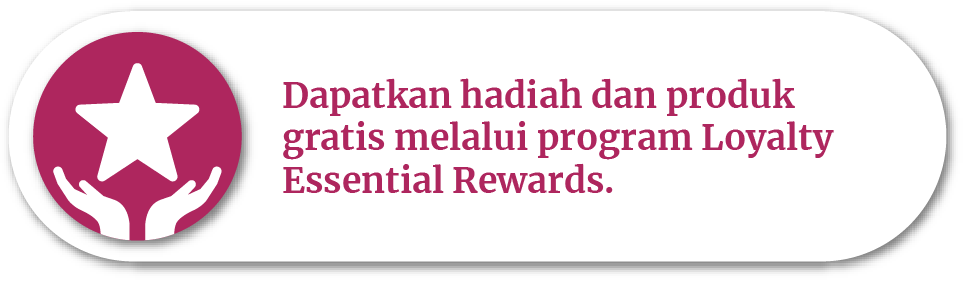 Dapatkan hadiah dan produk
gratis melalui program Loyalty
Essential Rewards.